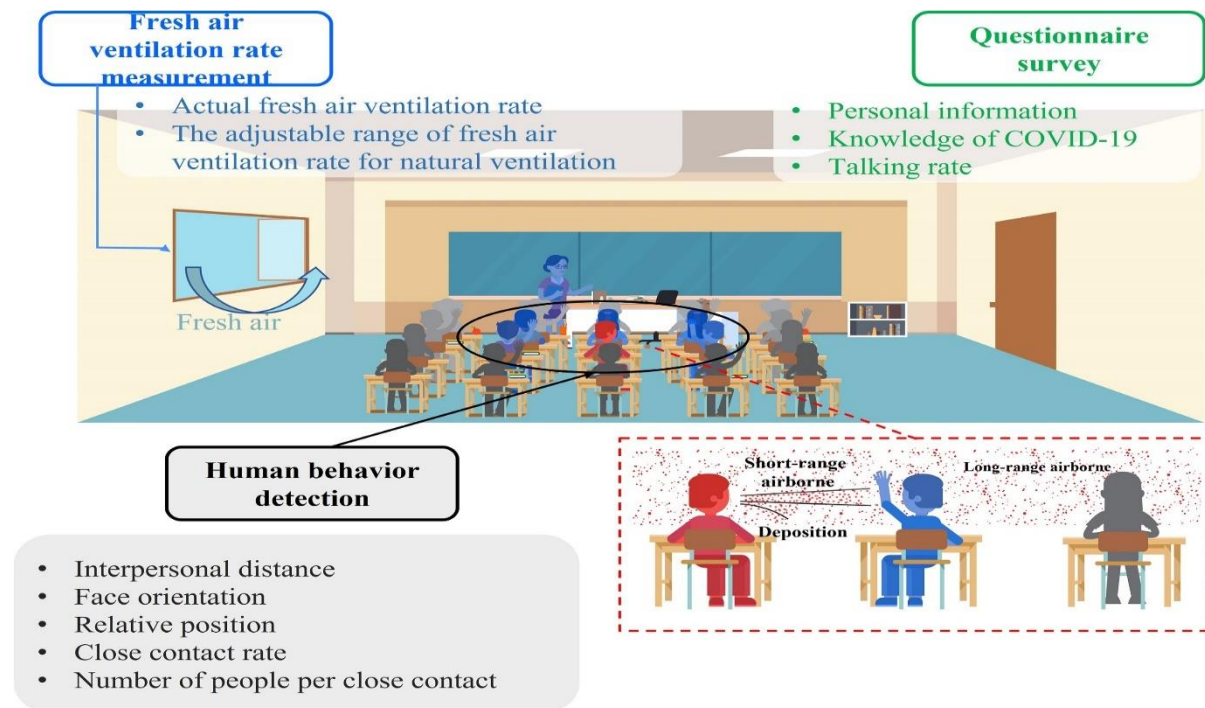 Fresh air
ventilation rate
measurement
• Actual fresh air ventilation rate
• The adjustable range of fresh air
ventilation rate for natural ventilation
Questionnaire
survey
• Personal information
• Knowledge of COVID-19
• Talking rate
Fresh air
Human behavior
detection
• Interpersonal distance
• Face orientation
• Relative position
• Close contact rate
• Number of people per close contact
Short-range
airborne
Long-range airborne
Deposition